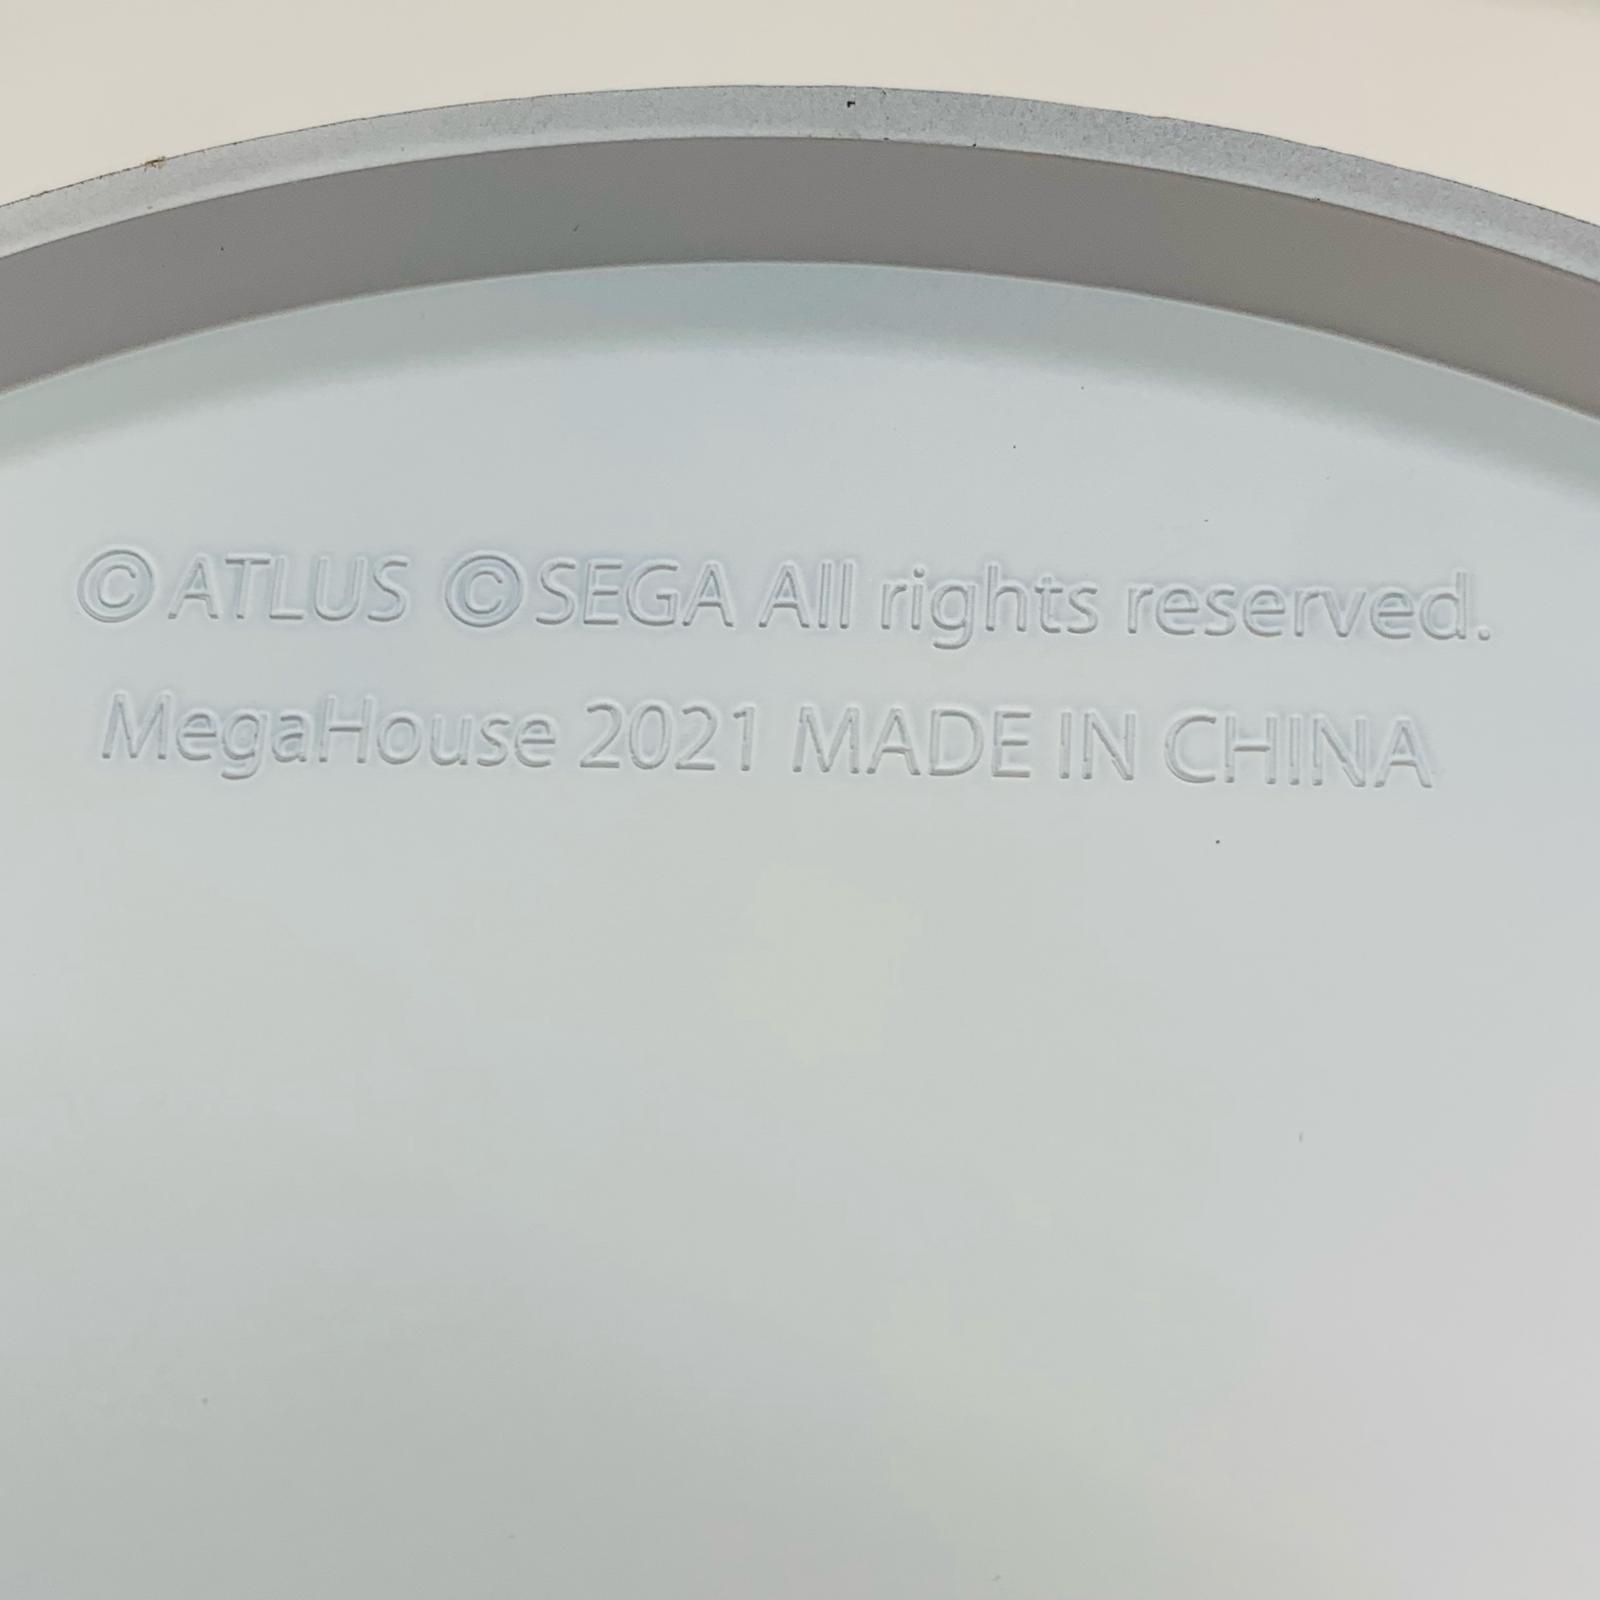 © ATLUS © SEGA All rights reserved.
MegaHouse 2021 MADE IN CHINA